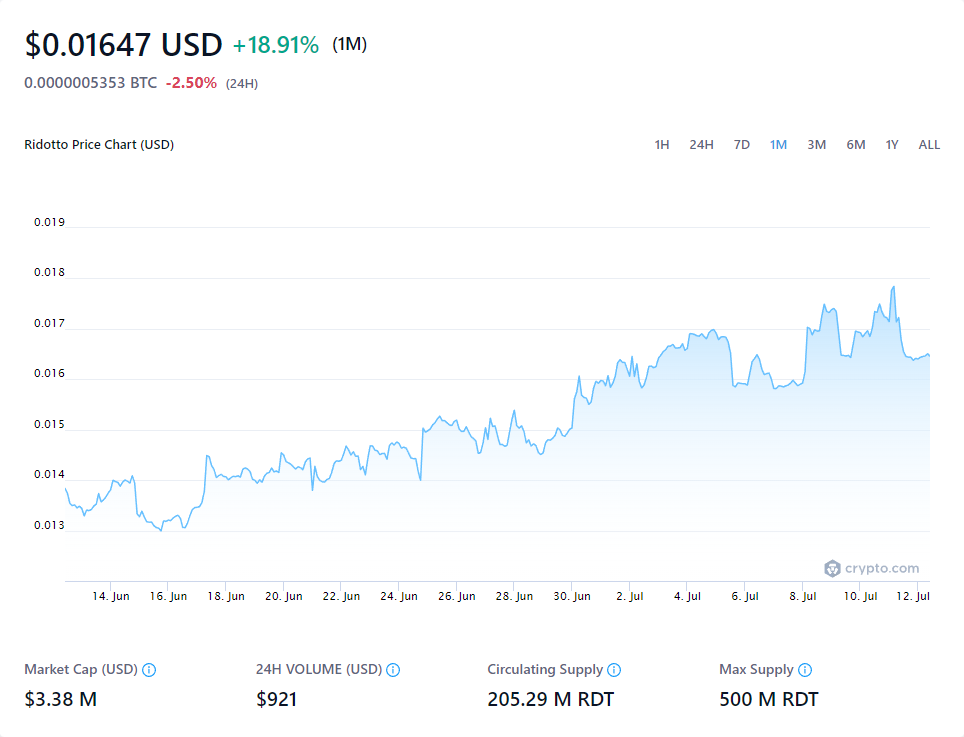 $0.01647 USD +18.91% (1M)
0.0000005353 BTC -2.50% (24H)
Ridotto Price Chart (USD) 1H 24H 7D 1M 3M 6M 1Y ALL
0.019
0.018
0.017
0.016
0.015
0.014
0.013
crypto.com
14. Jun 16. Jun 18. Jun 20. Jun 22. Jun 24. Jun 26. Jun 28. Jun 30. Jun 2. Jul 4. Jul 6. Jul 8. Jul 10. Jul 12. Jul
Market Cap (USD) 24H VOLUME (USD) Circulating Supply Max Supply
$3.38 M $921 205.29 M RDT 500 M RDT